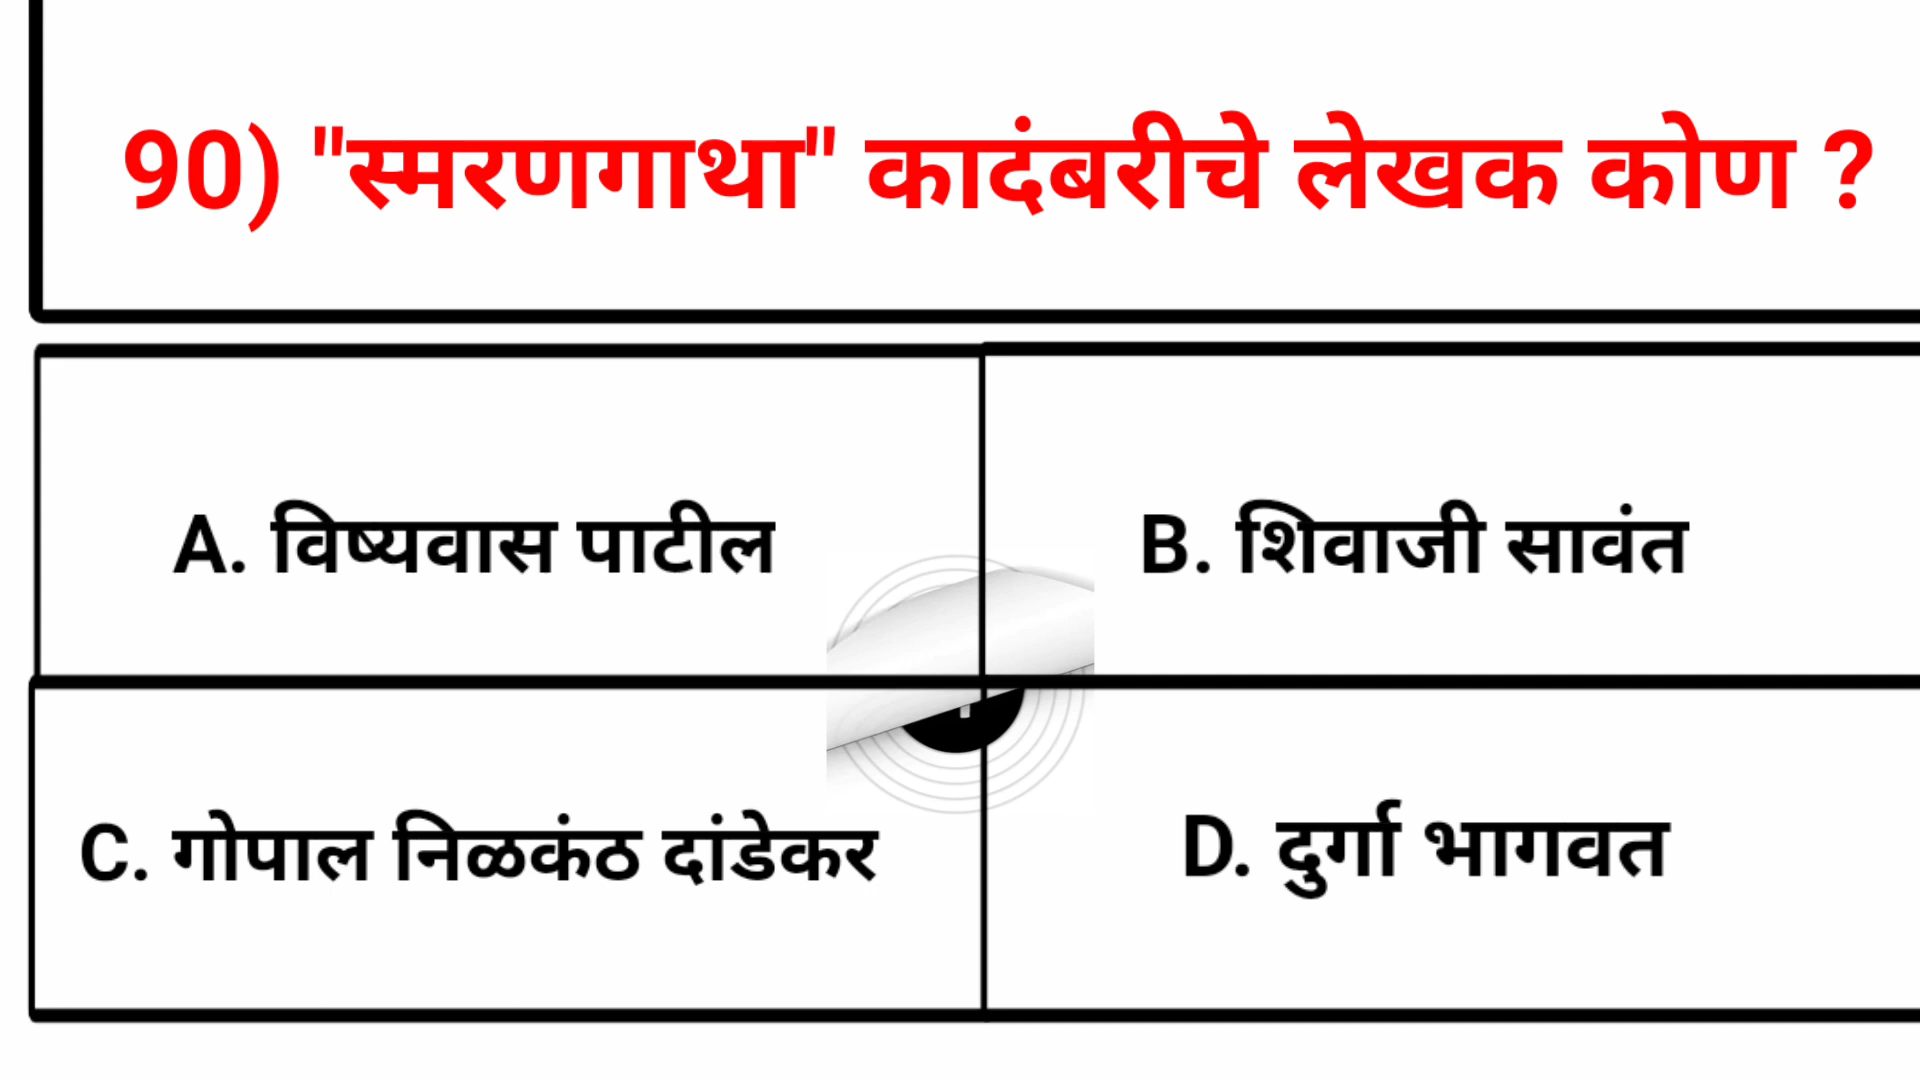 90) "स्मरणगाथा" कादंबरीचे लेखक कोण ?
A. विष्यवास पाटील
B. शिवाजी सावंत
C. गोपाल निळकंठ दांडेकर
D. दुर्गा भागवत